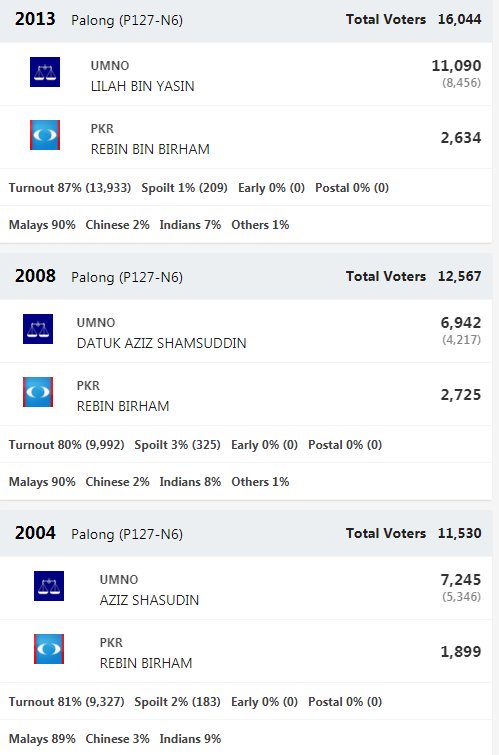 2013 Palong (P127-N6) Total Voters 16,044
UMNO 11,090
LILAH BIN YASIN (8,456)
PKR
REBIN BIN BIRHAM 2,634
Turnout 87% (13,933) Spoilt 1% (209) Early 0% (0) Postal 0% (0)
Malays 90% Chinese 2% Indians 7% Others 1%
2008 Palong (P127-N6) Total Voters 12,567
UMNO 6,942
DATUK AZIZ SHAMSUDDIN (4,217)
PKR
REBIN BIRHAM 2,725
Turnout 80% (9,992) Spoilt 3% (325) Early 0% (0) Postal 0% (0)
Malays 90% Chinese 2% Indians 8% Others 1%
2004 Palong (P127-N6) Total Voters 11,530
UMNO 7,245
AZIZ SHASUDIN (5,346)
PKR
REBIN BIRHAM 1,899
Turnout 81% (9,327) Spoilt 2% (183) Early 0% (0) Postal 0% (0)
Malays 89% Chinese 3% Indians 9%